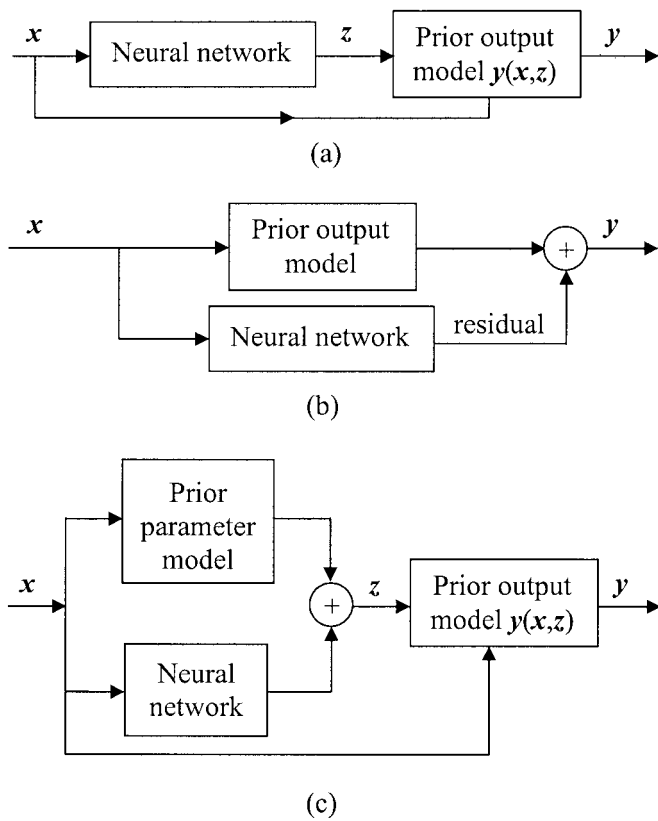 x
Neural network
z
Prior output
model y(x,z)
y
(a)
x
Prior output
model
+
y
Neural network
residual
(b)
Prior
parameter
model
x
+
z
Prior output
model y(x,z)
y
Neural
network
(c)